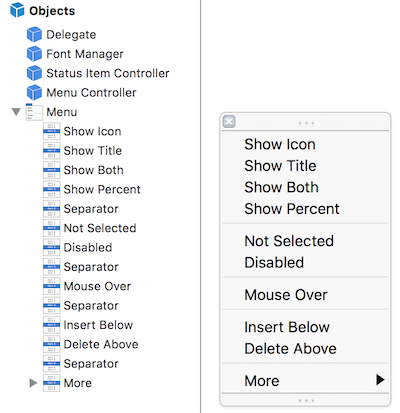 Objects
Delegate
Font Manager
Status Item Controller
Menu Controller
Menu
Show Icon
Show Title
Show Both
Show Percent
Separator
Not Selected
Disabled
Separator
Mouse Over
Separator
Insert Below
Delete Above
Separator
More
Show Icon
Show Title
Show Both
Show Percent
Not Selected
Disabled
Mouse Over
Insert Below
Delete Above
More